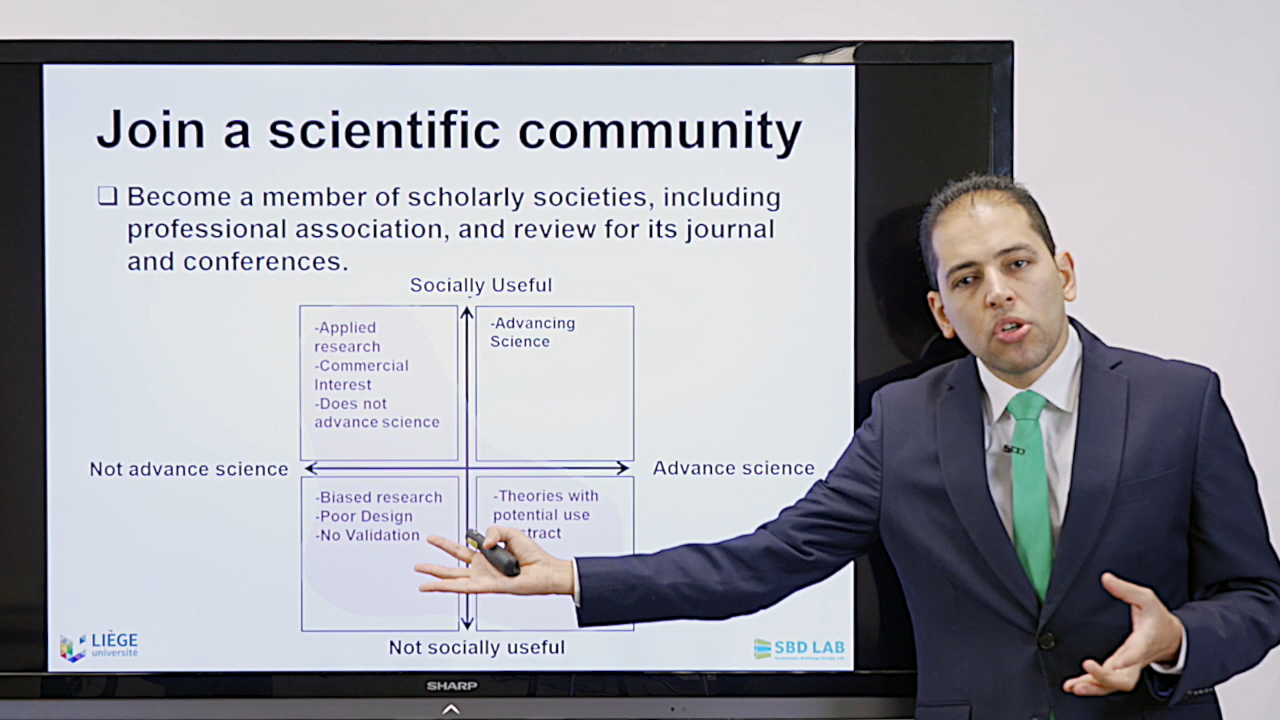 Join a scientific community
❑ Become a member of scholarly societies, including
professional association, and review for its journal
and conferences.
Socially Useful
-Applied
research
-Commercial
Interest
-Does not
advance science
-Advancing
Science
Not advance science
Advance science
-Biased research
-Poor Design
-No Validation
-Theories with
potential use
Not socially useful
LIÈGE
université
SBD LAB
SHARP